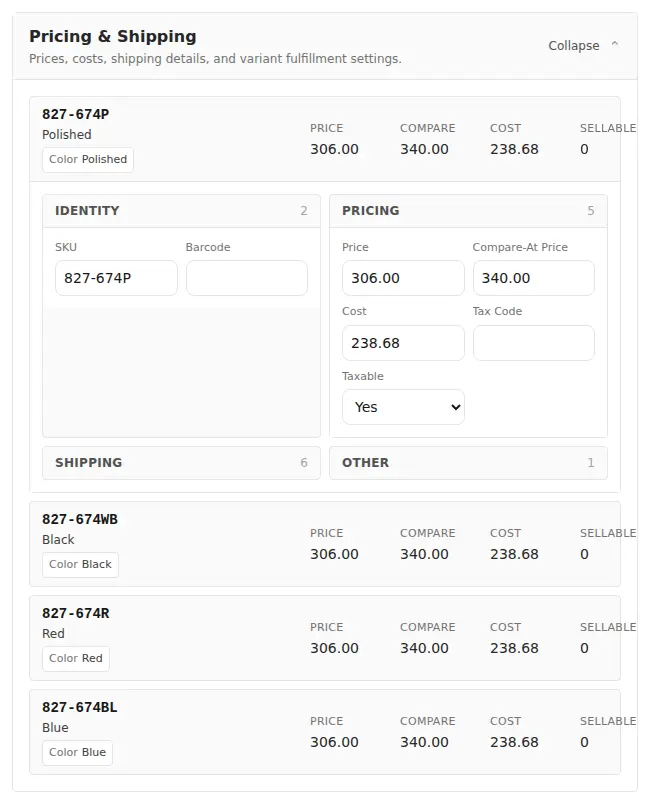 Pricing & Shipping
Prices, costs, shipping details, and variant fulfillment settings.
Collapse
827-674P
Polished
Color Polished
PRICE COMPARE COST SELLABLE
306.00 340.00 238.68 0
IDENTITY 2
SKU Barcode
827-674P
PRICING 5
Price Compare-At Price
306.00 340.00
Cost Tax Code
238.68
Taxable
Yes
SHIPPING 6
OTHER 1
827-674WB
Black
Color Black
PRICE COMPARE COST SELLABLE
306.00 340.00 238.68 0
827-674R
Red
Color Red
PRICE COMPARE COST SELLABLE
306.00 340.00 238.68 0
827-674BL
Blue
Color Blue
PRICE COMPARE COST SELLABLE
306.00 340.00 238.68 0